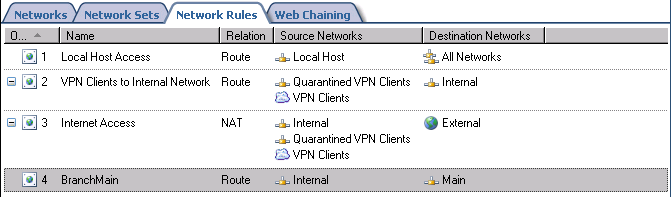 Networks Network Sets Network Rules Web Chaining
O... Name Relation Source Networks Destination Networks
1 Local Host Access Route Local Host All Networks
2 VPN Clients to Internal Network Route Quarantined VPN Clients Internal
VPN Clients
3 Internet Access NAT Internal External
Quarantined VPN Clients
VPN Clients
4 BranchMain Route Internal Main